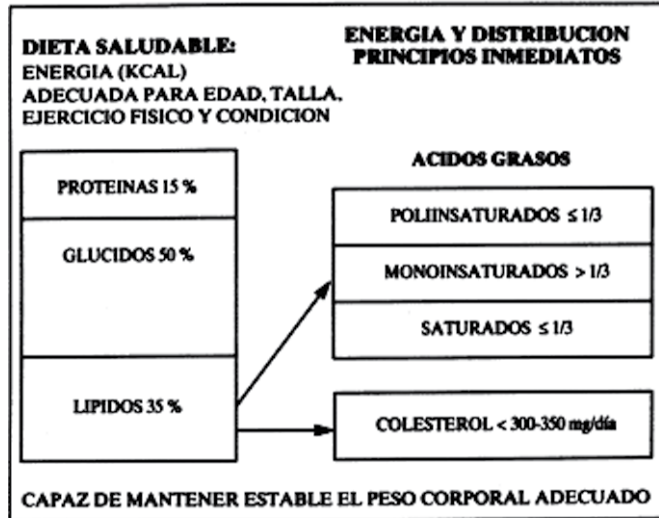 DIETA SALUDABLE:
ENERGIA (KCAL)
ADECUADA PARA EDAD, TALLA,
EJERCICIO FISICO Y CONDICION
ENERGIA Y DISTRIBUCION
PRINCIPIOS INMEDIATOS
PROTEINAS 15 %
GLUCIDOS 50 %
LIPIDOS 35 %
ACIDOS GRASOS
POLIINSATURADOS ≤ 1/3
MONOINSATURADOS > 1/3
SATURADOS ≤ 1/3
COLESTEROL < 300-350 mg/día
CAPAZ DE MANTENER ESTABLE EL PESO CORPORAL ADECUADO